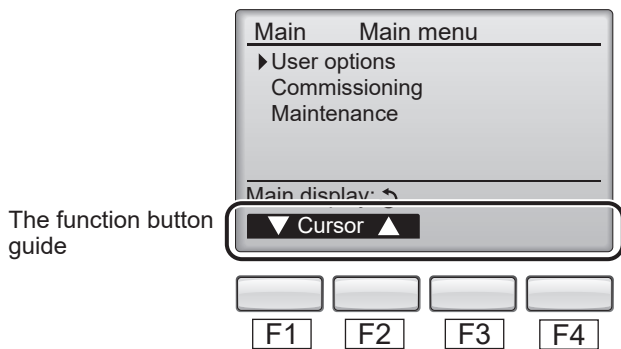 Main Main menu
User options
Commissioning
Maintenance
Main display:
The function button
guide
Cursor
F1 F2 F3 F4